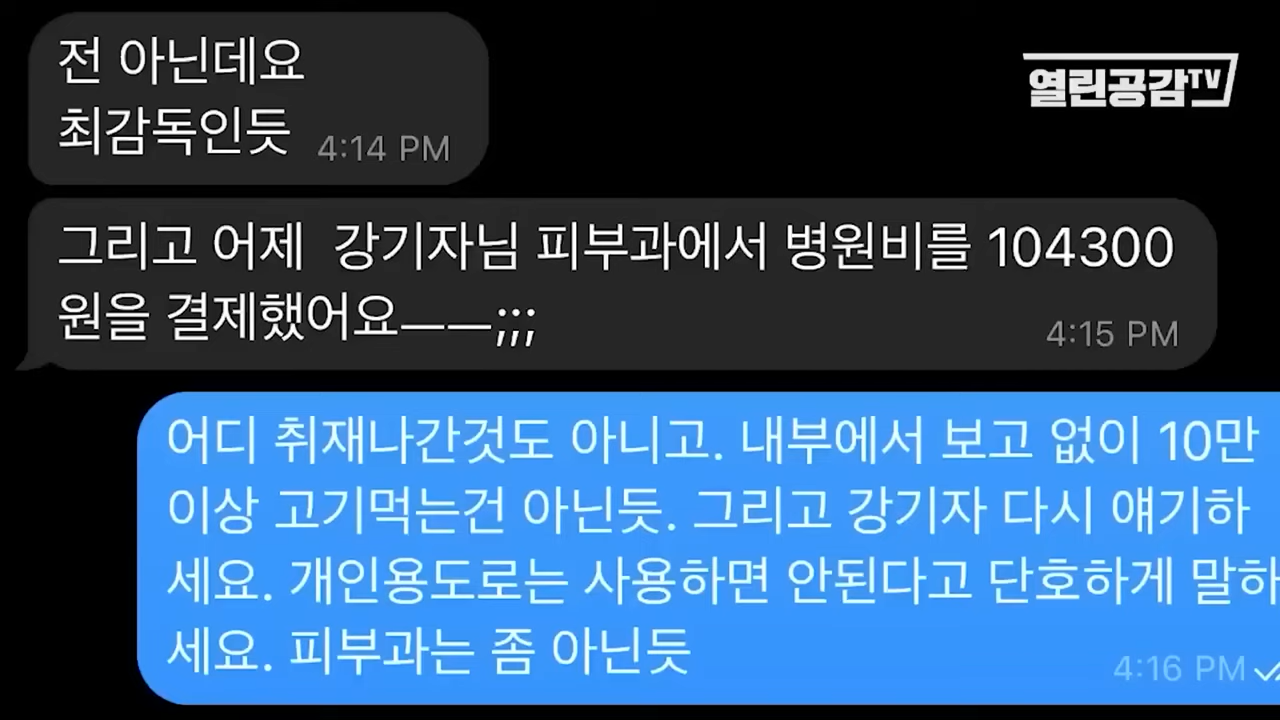 전 아닌데요
최감독인듯 4:14 PM
열린공감TV
그리고 어제  강기자님 피부과에서 병원비를 104300
원을 결제했어요ㅡㅡ;;;
4:15 PM
어디 취재나간것도 아니고. 내부에서 보고 없이 10만
이상 고기먹는건 아닌듯. 그리고 강기자 다시 얘기하
세요. 개인용도로는 사용하면 안된다고 단호하게 말하
세요. 피부과는 좀 아닌듯
4:16 PM